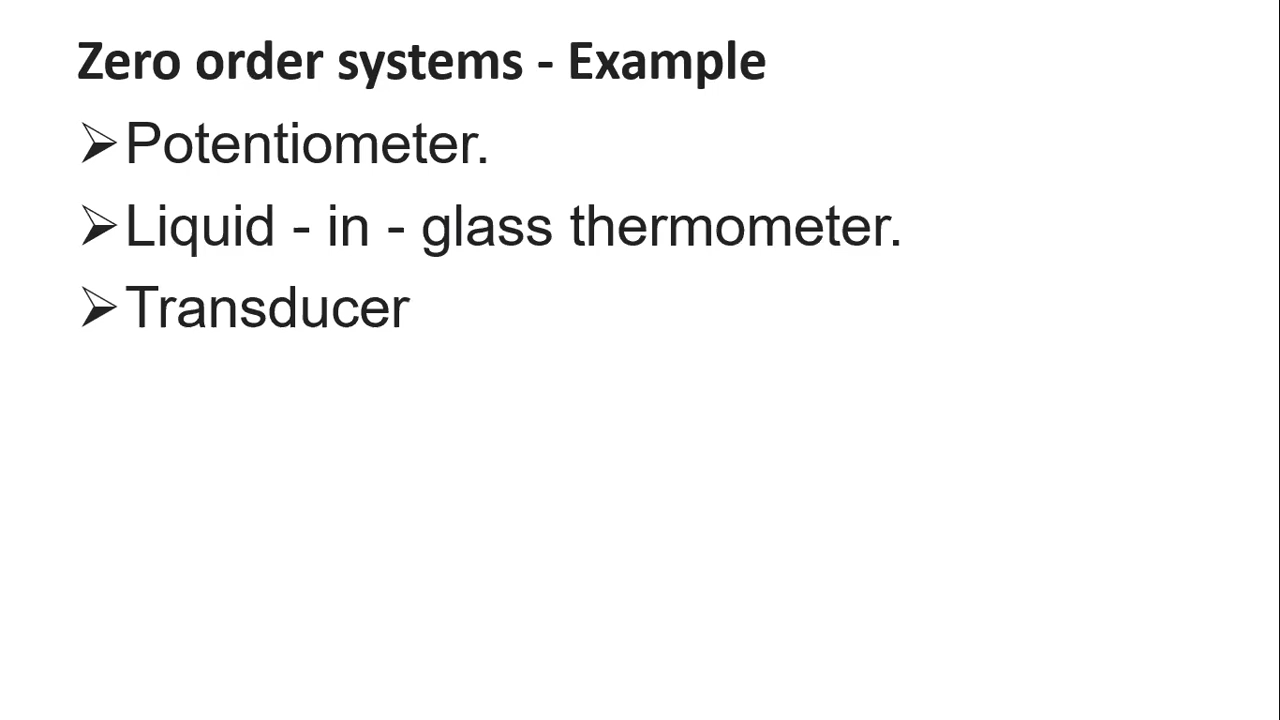 Zero order systems - Example
➢Potentiometer.
➢Liquid - in - glass thermometer.
➢Transducer